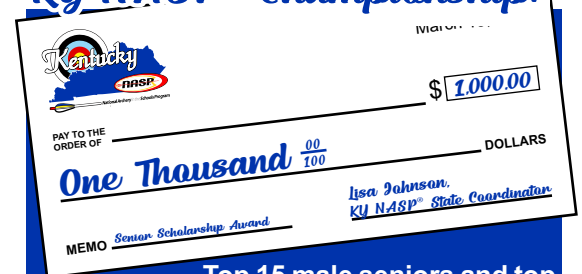 Ky NASP® Championship!
March
Kentucky
NASP®
National Archery in the Schools Program
$ 1,000.00
PAY TO THE
ORDER OF
One Thousand 00/100 DOLLARS
Lisa Johnson,
KY NASP® State Coordinator
MEMO Senior Scholarship Award
Top 15 male seniors and top